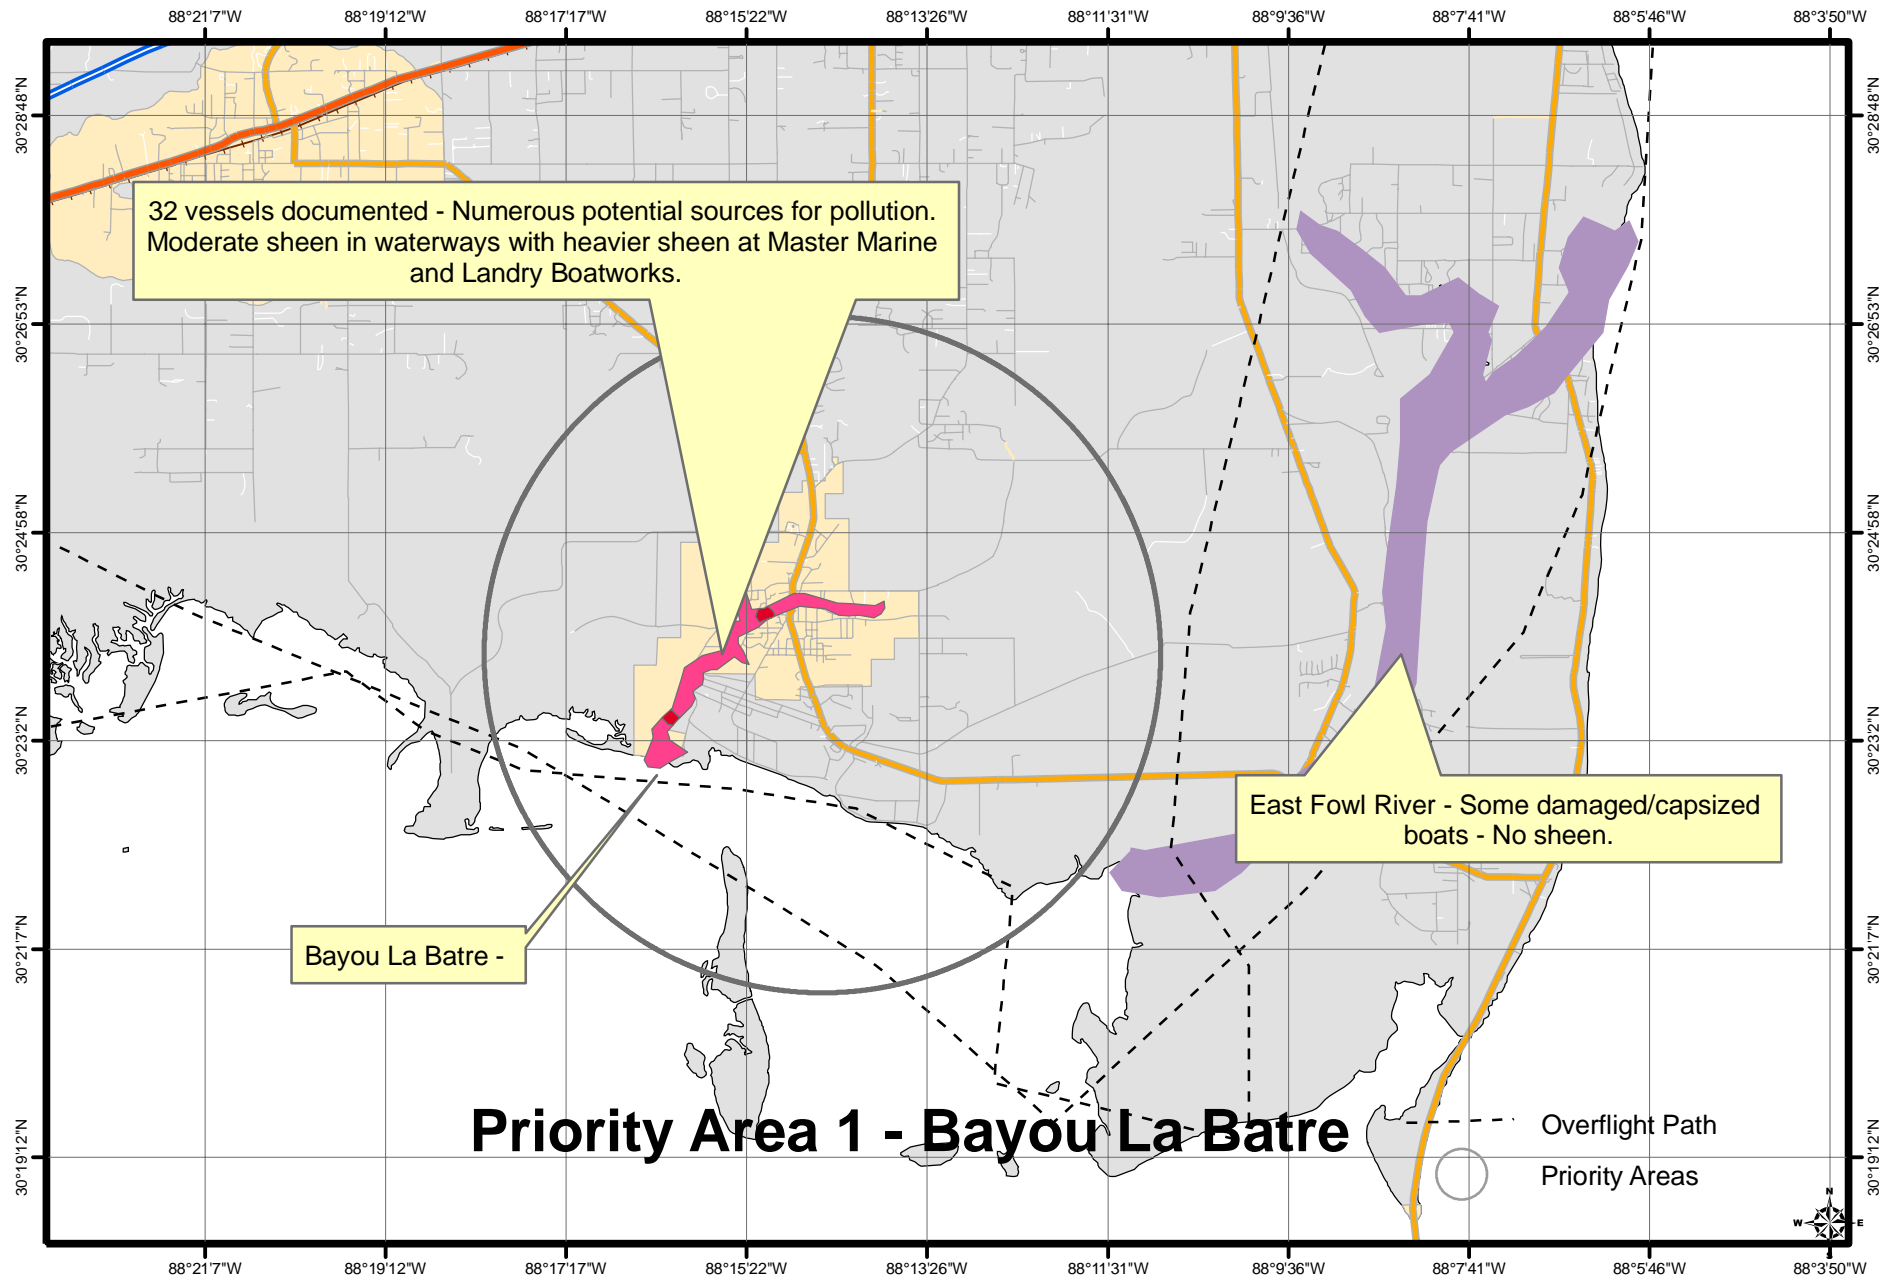 88°21'7"W
88°19'12"W
88°17'17"W
88°15'22"W
88°13'26"W
88°11'31"W
88°9'36"W
88°7'41"W
88°5'46"W
88°3'50"W
30°28'48"N
30°28'48"N
32 vessels documented - Numerous potential sources for pollution.
Moderate sheen in waterways with heavier sheen at Master Marine
and Landry Boatworks.
30°26'53"N
30°26'53"N
30°24'58"N
30°24'58"N
30°23'2"N
30°23'2"N
East Fowl River - Some damaged/capsized
boats - No sheen.
Bayou La Batre -
30°21'7"N
30°21'7"N
Priority Area 1 - Bayou La Batre
Overflight Path
Priority Areas
30°19'12"N
30°19'12"N
N
W
E
S
88°21'7"W
88°19'12"W
88°17'17"W
88°15'22"W
88°13'26"W
88°11'31"W
88°9'36"W
88°7'41"W
88°5'46"W
88°3'50"W